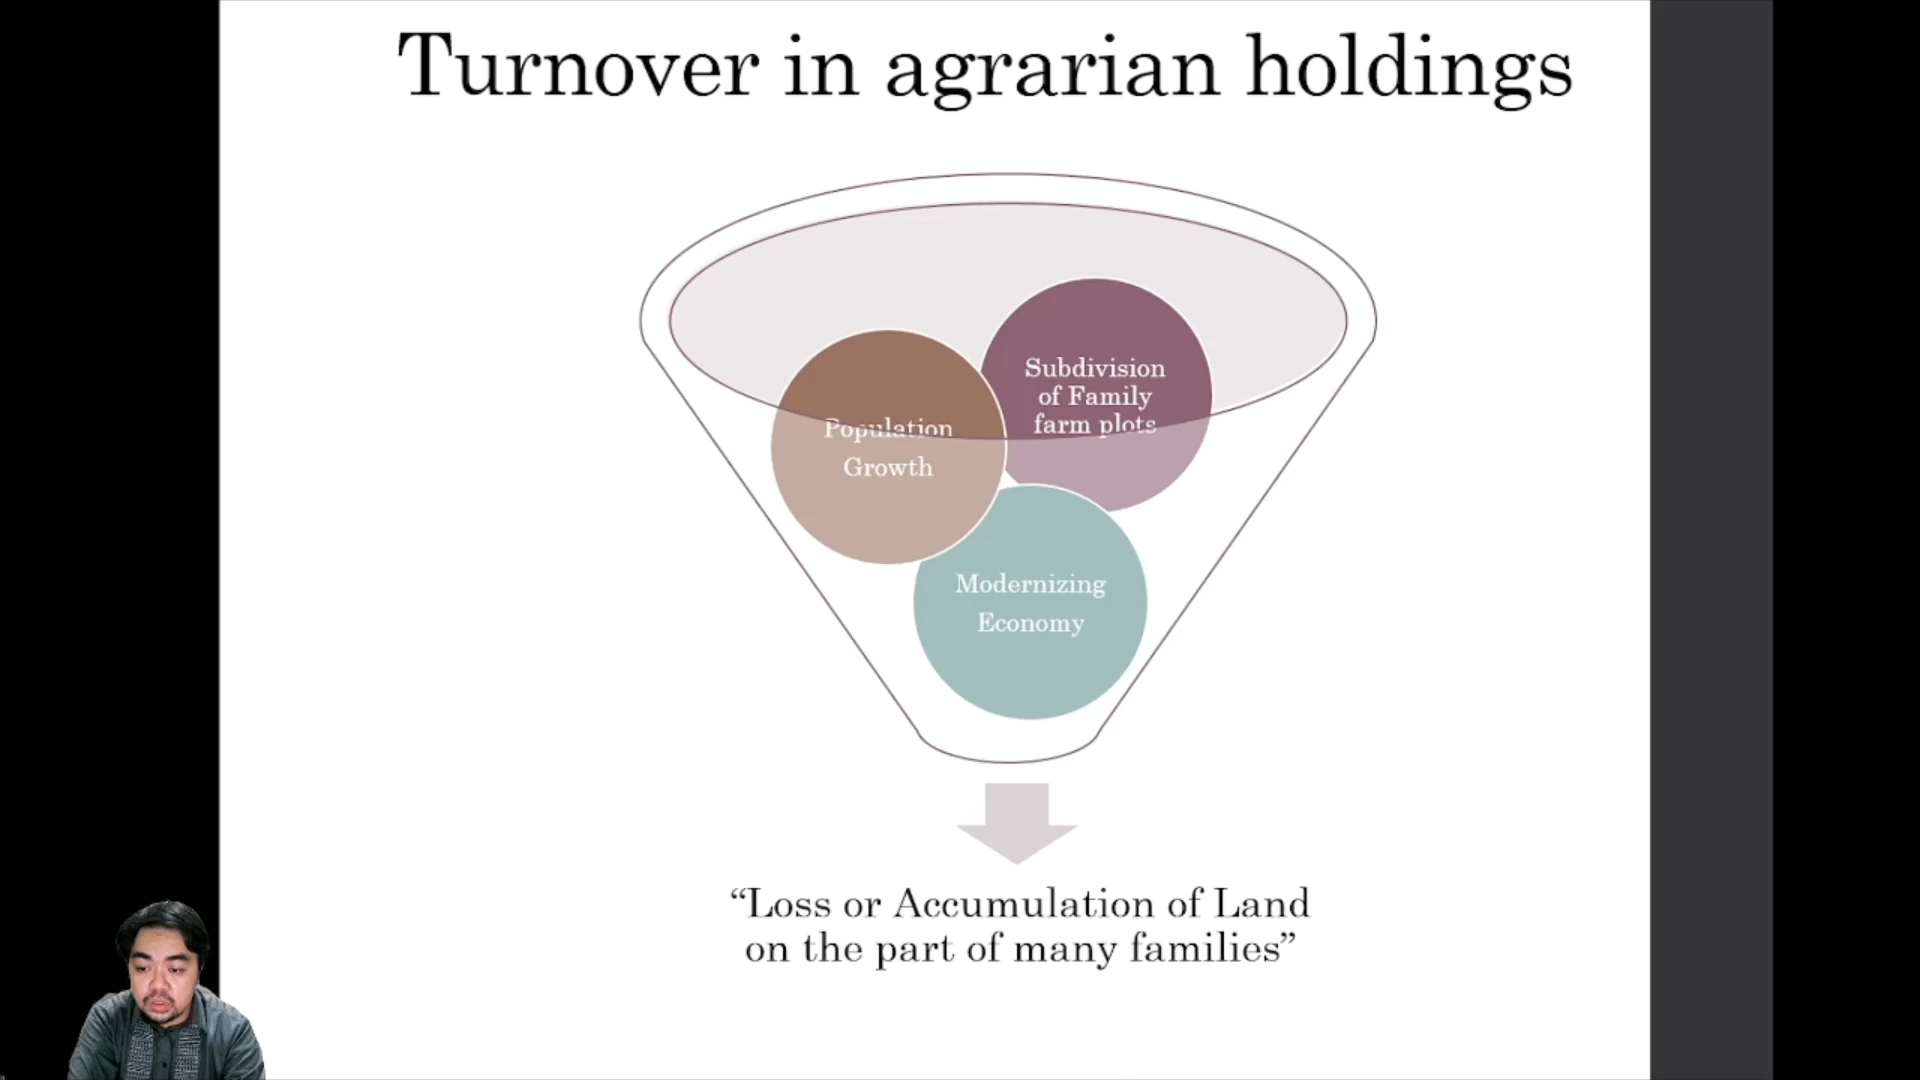 Turnover in agrarian holdings
Subdivision
of Family
farm plots
Population
Growth
Modernizing
Economy
“Loss or Accumulation of Land
on the part of many families”